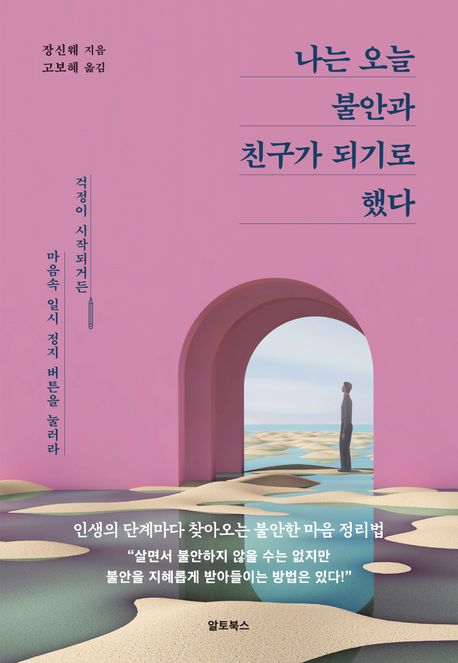 장신웨 지음
고보혜 옮김
나는 오늘
불안과
친구가 되기로
했다
걱정이 시작되거든
마음속 일시 정지 버튼을 눌러라
인생의 단계마다 찾아오는 불안한 마음 정리법
“살면서 불안하지 않을 수는 없지만
불안을 지혜롭게 받아들이는 방법은 있다!”
알토북스